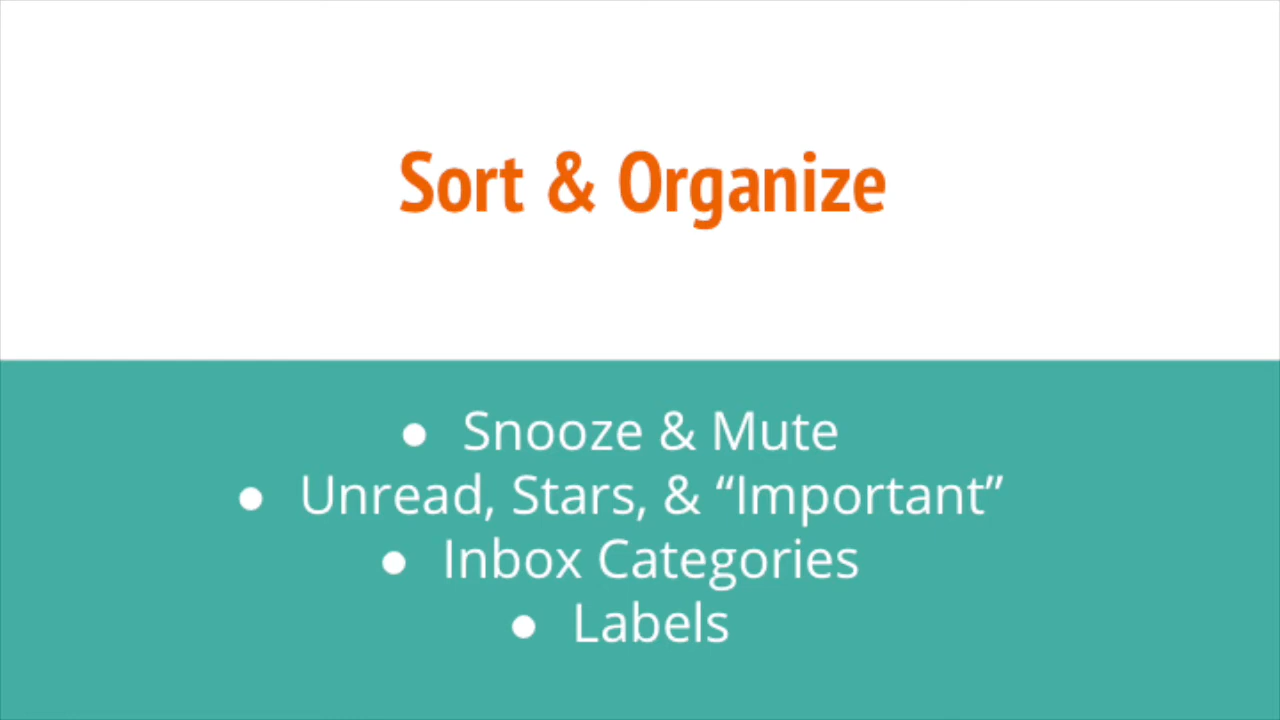 Sort & Organize
● Snooze & Mute
● Unread, Stars, & “Important”
● Inbox Categories
● Labels